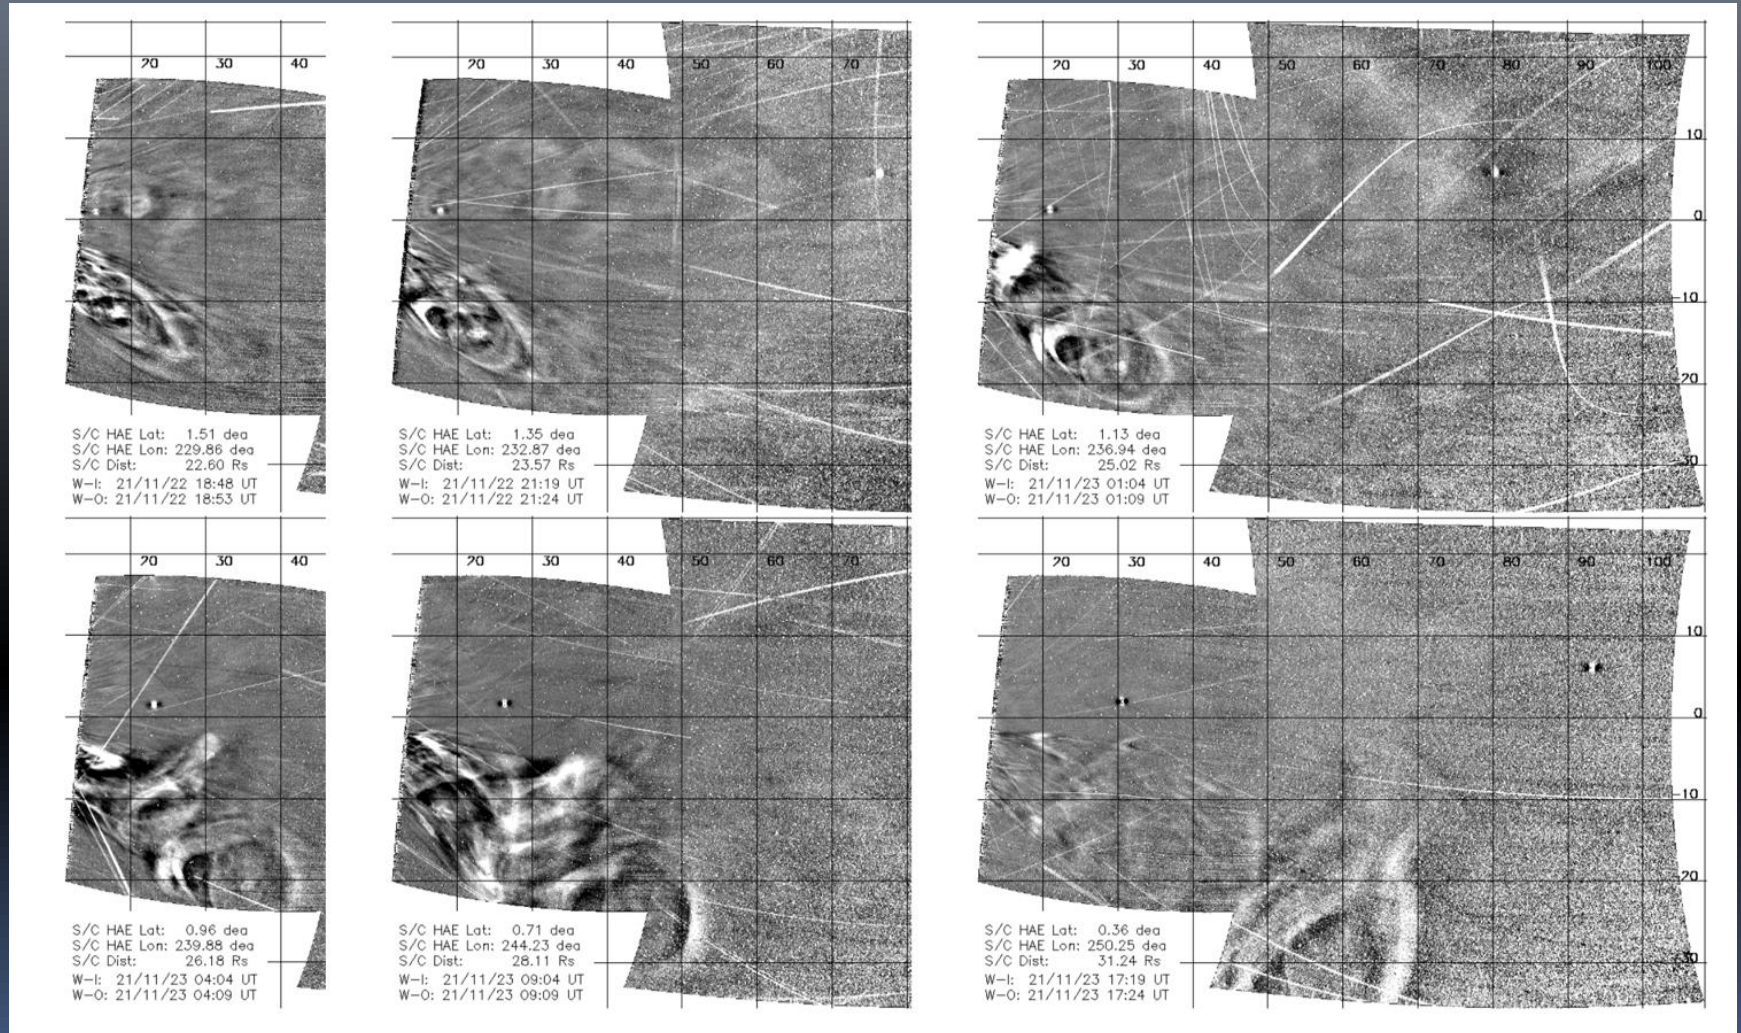 20 30 40
S/C HAE Lat: 1.51 deg
S/C HAE Lon: 229.86 deg
S/C Dist: 22.60 Rs
W-I: 21/11/22 18:48 UT
W-O: 21/11/22 18:53 UT
20 30 40 50 60 70
S/C HAE Lat: 1.35 deg
S/C HAE Lon: 232.87 deg
S/C Dist: 23.57 Rs
W-I: 21/11/22 21:19 UT
W-O: 21/11/22 21:24 UT
20 30 40 50 60 70 80 90 100
10
0
-10
-20
-30
S/C HAE Lat: 1.13 deg
S/C HAE Lon: 236.94 deg
S/C Dist: 25.02 Rs
W-I: 21/11/23 01:04 UT
W-O: 21/11/23 01:09 UT
20 30 40
S/C HAE Lat: 0.96 deg
S/C HAE Lon: 239.88 deg
S/C Dist: 26.18 Rs
W-I: 21/11/23 04:04 UT
W-O: 21/11/23 04:09 UT
20 30 40 50 60 70
S/C HAE Lat: 0.71 deg
S/C HAE Lon: 244.23 deg
S/C Dist: 28.11 Rs
W-I: 21/11/23 09:04 UT
W-O: 21/11/23 09:09 UT
20 30 40 50 60 70 80 90 100
10
0
-10
-20
-30
S/C HAE Lat: 0.36 deg
S/C HAE Lon: 250.25 deg
S/C Dist: 31.24 Rs
W-I: 21/11/23 17:19 UT
W-O: 21/11/23 17:24 UT